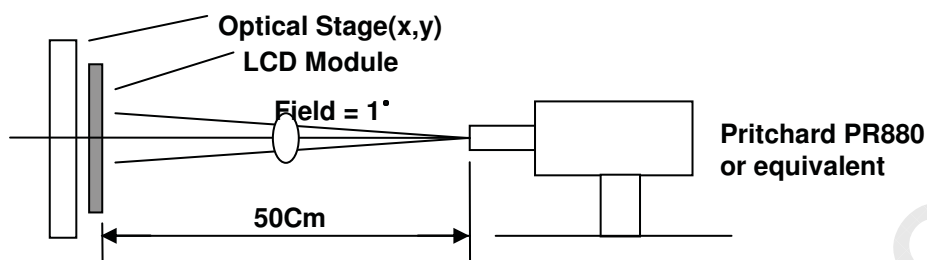 Optical Stage(x,y)
LCD Module
Field = 1°
Pritchard PR880
or equivalent
50Cm